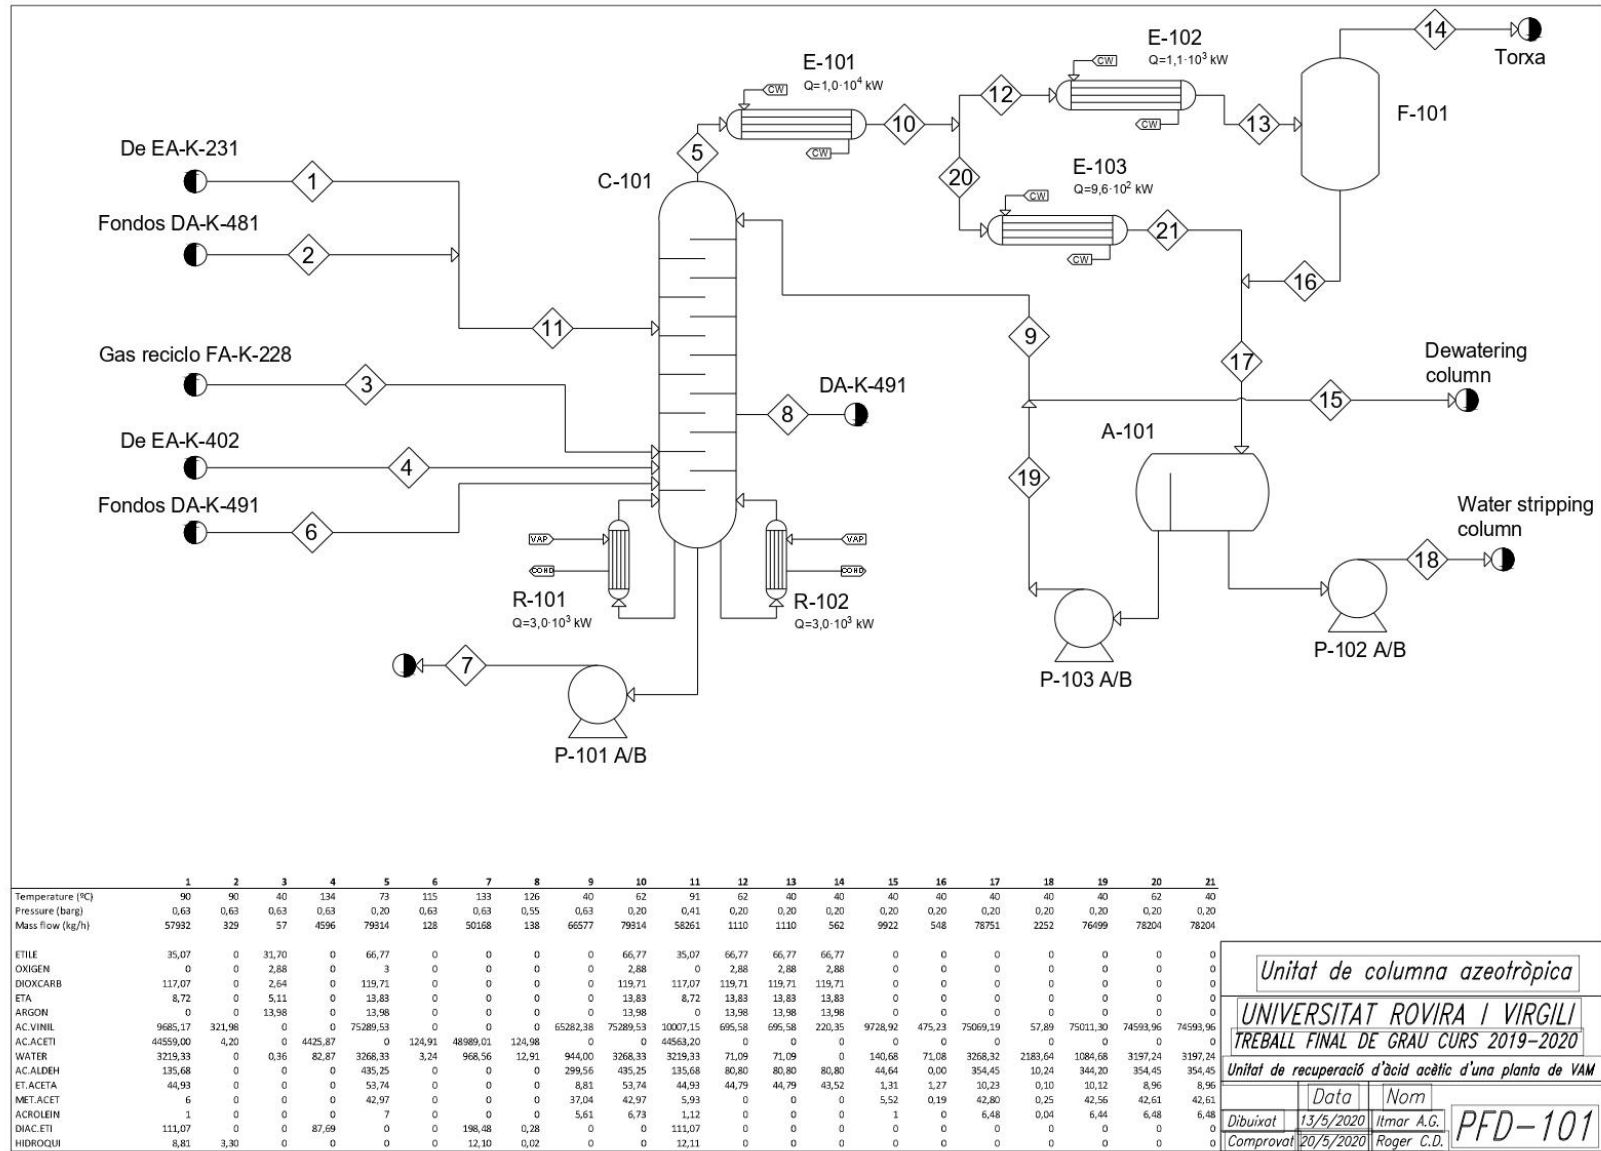 14
Torxa
E-102
Q=1,1·10³ kW
CW
CW
13
F-101
12
E-101
Q=1,0·10⁴ kW
CW
CW
10
5
C-101
20
E-103
Q=9,6·10² kW
CW
CW
21
16
17
De EA-K-231
1
Fondos DA-K-481
2
11
Gas reciclo FA-K-228
3
De EA-K-402
4
Fondos DA-K-491
6
DA-K-491
8
9
Dewatering
column
15
A-101
19
Water stripping
column
18
P-102 A/B
P-103 A/B
VAP
COND
R-101
Q=3,0·10³ kW
VAP
COND
R-102
Q=3,0·10³ kW
7
P-101 A/B
1 2 3 4 5 6 7 8 9 10 11 12 13 14 15 16 17 18 19 20 21
Temperature (ºC) 90 90 40 134 73 115 133 126 40 62 91 62 40 40 40 40 40 40 40 62 40
Pressure (barg) 0,63 0,63 0,63 0,63 0,20 0,63 0,63 0,55 0,63 0,20 0,41 0,20 0,20 0,20 0,20 0,20 0,20 0,20 0,20 0,20 0,20
Mass flow (kg/h) 57932 329 57 4596 79314 128 50168 138 66577 79314 58261 1110 1110 562 9922 548 78751 2252 76499 78204 78204
ETILE 35,07 0 31,70 0 66,77 0 0 0 0 66,77 35,07 66,77 66,77 66,77 0 0 0 0 0 0 0
OXIGEN 0 0 2,88 0 3 0 0 0 0 2,88 0 2,88 2,88 2,88 0 0 0 0 0 0 0
DIOXCARB 117,07 0 2,64 0 119,71 0 0 0 0 119,71 117,07 119,71 119,71 119,71 0 0 0 0 0 0 0
ETA 8,72 0 5,11 0 13,83 0 0 0 0 13,83 8,72 13,83 13,83 13,83 0 0 0 0 0 0 0
ARGON 0 0 13,98 0 13,98 0 0 0 0 13,98 0 13,98 13,98 13,98 0 0 0 0 0 0 0
AC.VINIL 9685,17 321,98 0 0 75289,53 0 0 0 65282,38 75289,53 10007,15 695,58 695,58 220,35 9728,92 475,23 75069,19 57,89 75011,30 74593,96 74593,96
AC.ACETI 44559,00 4,20 0 4425,87 0 124,91 48989,01 124,98 0 0 44563,20 0 0 0 0 0 0 0 0 0 0
WATER 3219,33 0 0,36 82,87 3268,33 3,24 968,56 12,91 944,00 3268,33 3219,33 71,09 71,09 0 140,68 71,08 3268,32 2183,64 1084,68 3197,24 3197,24
AC.ALDEH 135,68 0 0 0 435,25 0 0 0 299,56 435,25 135,68 80,80 80,80 80,80 44,64 0,00 354,45 10,24 344,20 354,45 354,45
ET.ACETA 44,93 0 0 0 53,74 0 0 0 8,81 53,74 44,93 44,79 44,79 43,52 1,31 1,27 10,23 0,10 10,12 8,96 8,96
MET.ACET 6 0 0 0 42,97 0 0 0 37,04 42,97 5,93 0 0 0 5,52 0,19 42,80 0,25 42,56 42,61 42,61
ACROLEIN 1 0 0 0 7 0 0 0 5,61 6,73 1,12 0 0 0 1 0 6,48 0,04 6,44 6,48 6,48
DIAC.ETI 111,07 0 0 87,69 0 0 198,48 0,28 0 0 111,07 0 0 0 0 0 0 0 0 0 0
HIDROQUI 8,81 3,30 0 0 0 0 12,10 0,02 0 0 12,11 0 0 0 0 0 0 0 0 0 0
Unitat de columna azeotròpica
UNIVERSITAT ROVIRA I VIRGILI
TREBALL FINAL DE GRAU CURS 2019-2020
Unitat de recuperació d'àcid acètic d'una planta de VAM
Data Nom
Dibuixat 13/5/2020 Itmar A.G.
Comprovat 20/5/2020 Roger C.D.
PFD-101